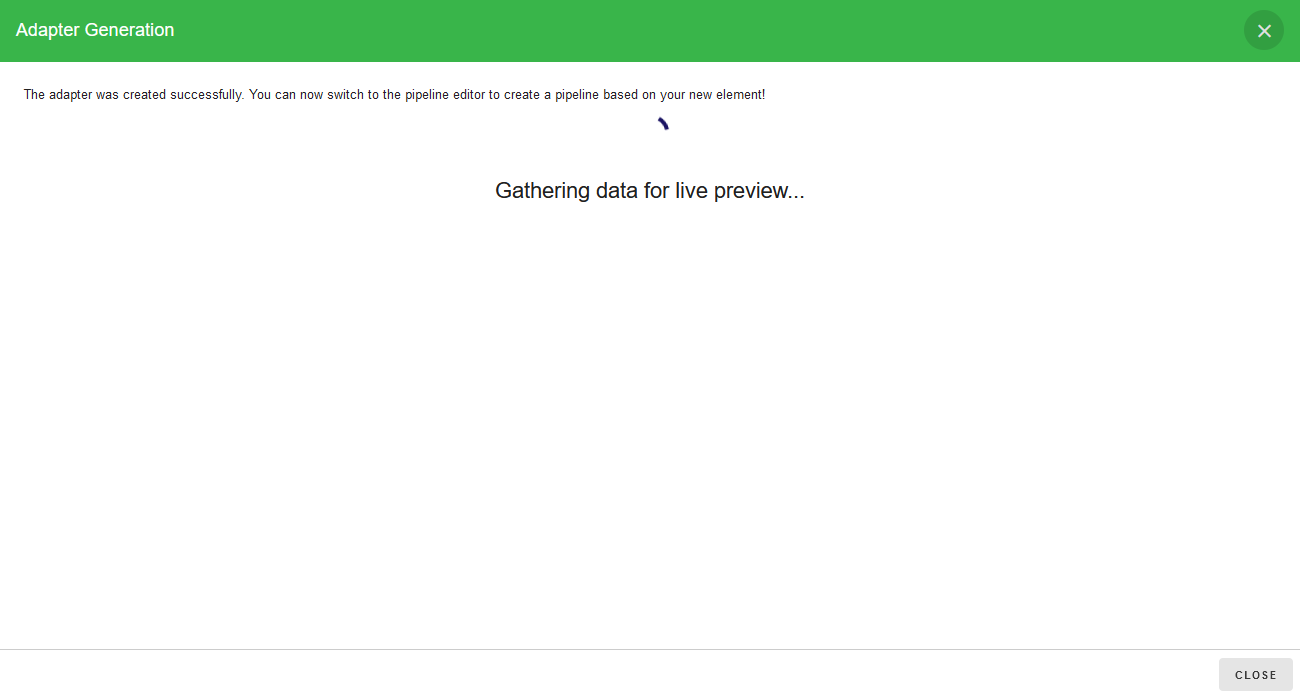 Adapter Generation
The adapter was created successfully. You can now switch to the pipeline editor to create a pipeline based on your new element!
Gathering data for live preview...
CLOSE